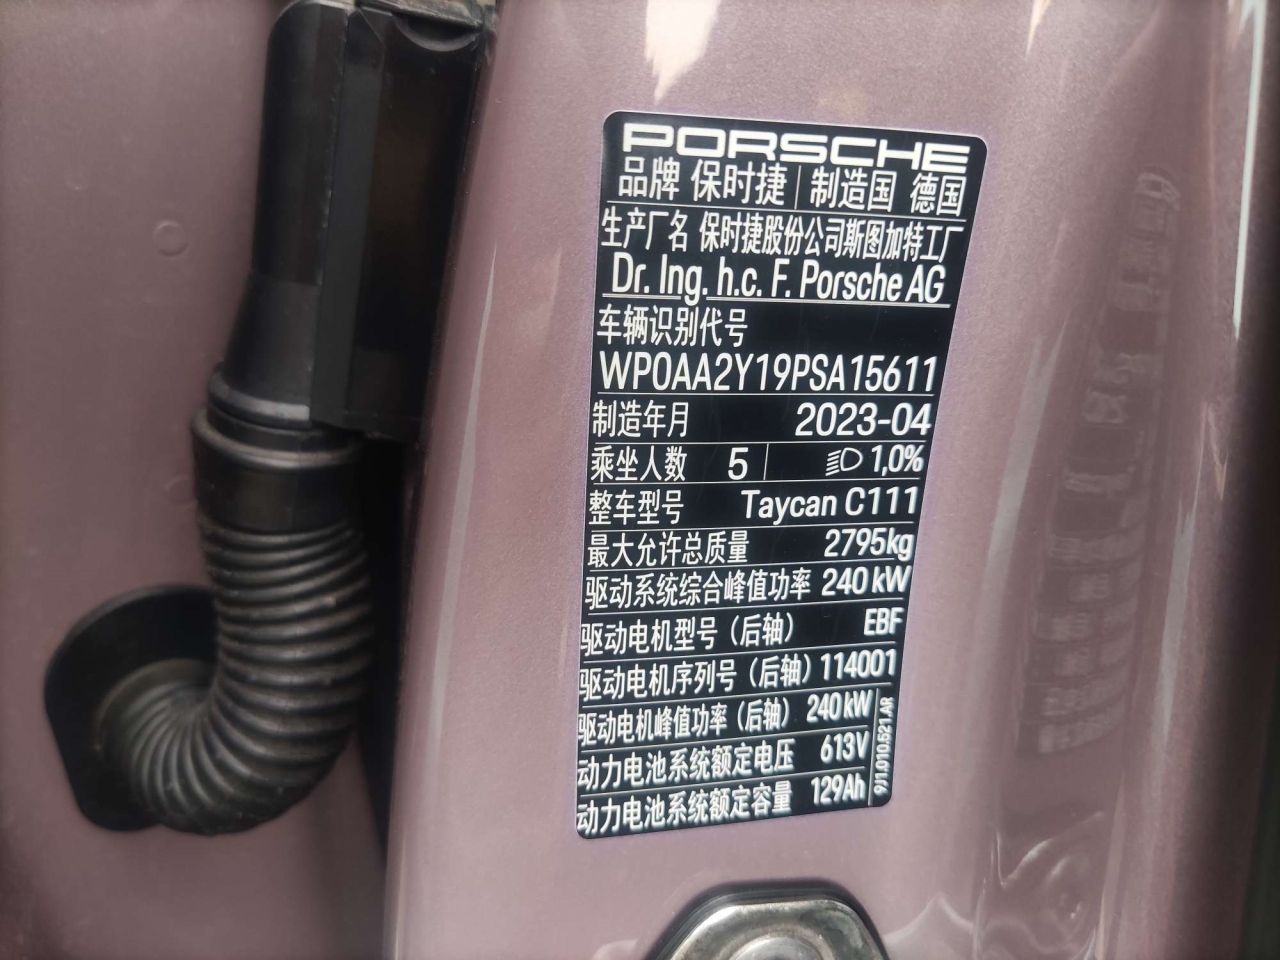 PORSCHE
品牌 保时捷 制造国 德国
生产厂名 保时捷股份公司斯图加特工厂
Dr. Ing. h.c. F. Porsche AG
车辆识别代号
WP0AA2Y19PSA15611
制造年月 2023-04
乘坐人数 5 1,0%
整车型号 Taycan C111
最大允许总质量 2795kg
驱动系统综合峰值功率 240 kW
驱动电机型号（后轴） EBF
驱动电机序列号（后轴） 114001
驱动电机峰值功率（后轴） 240 kW
动力电池系统额定电压 613V
动力电池系统额定容量 129Ah
9J1.010.521.AR